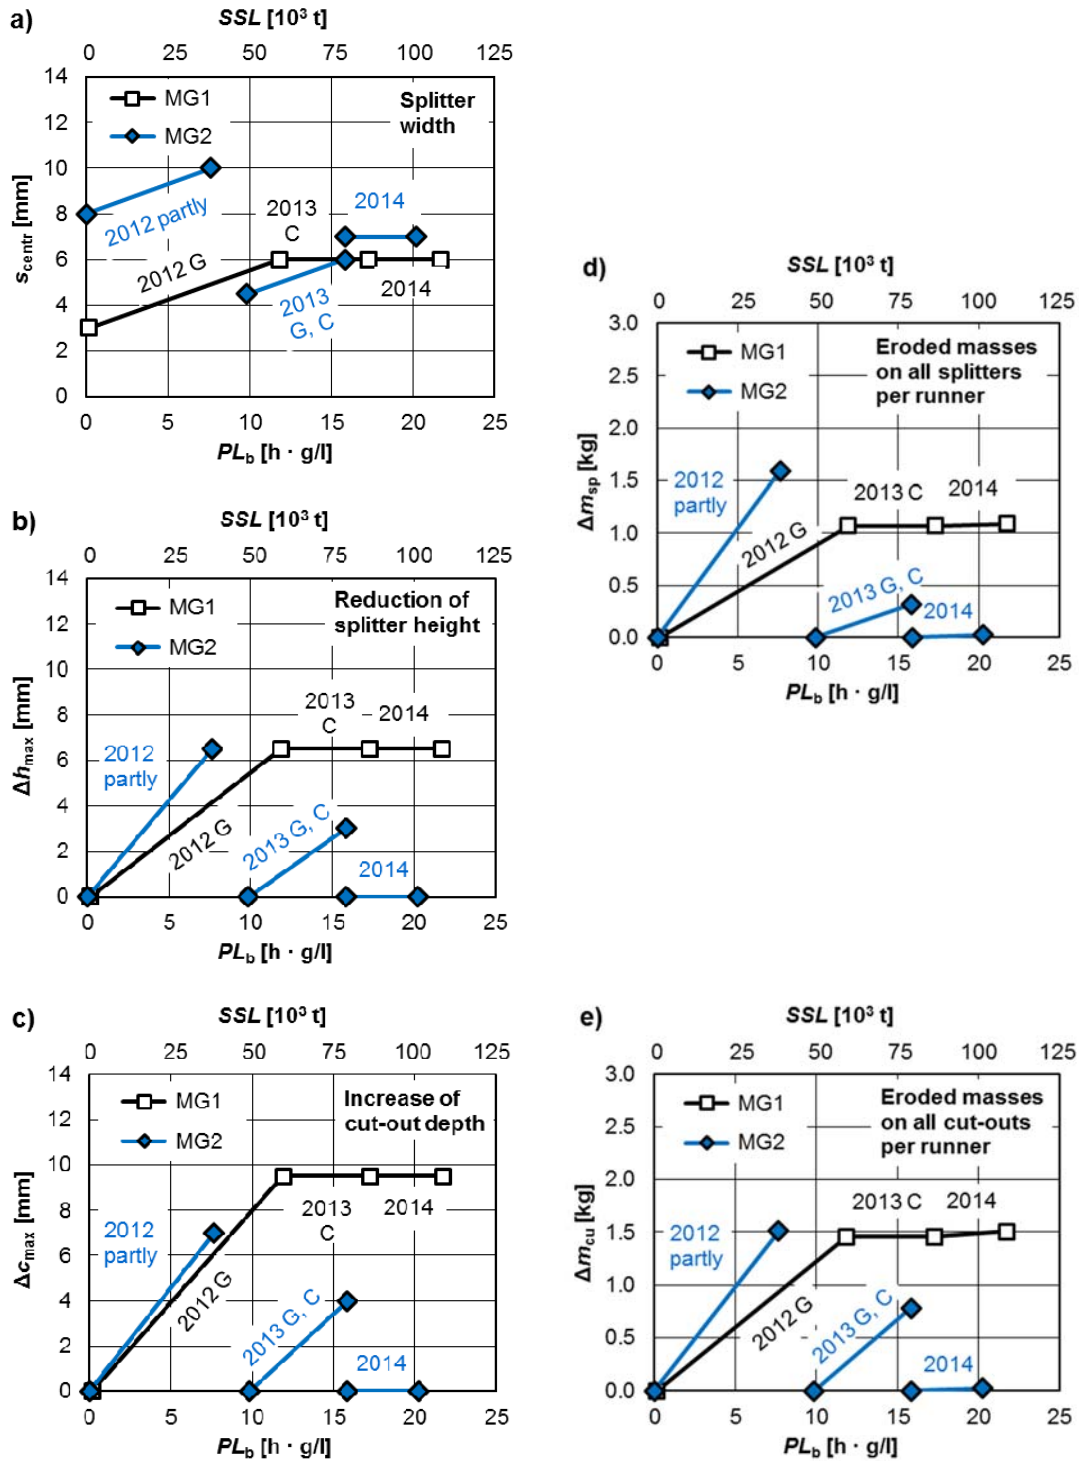 a)
SSL [10³ t]
0 25 50 75 100 125
14
12
10
8
6
4
2
0
s_centr [mm]
MG1
MG2
Splitter
width
2012 partly
2012 G
2013
C
2014
2013
G, C
2014
0 5 10 15 20 25
PL_b [h · g/l]
b)
SSL [10³ t]
0 25 50 75 100 125
14
12
10
8
6
4
2
0
Δh_max [mm]
MG1
MG2
Reduction of
splitter height
2012
partly
2012 G
2013
C
2014
2013 G, C
2014
0 5 10 15 20 25
PL_b [h · g/l]
c)
SSL [10³ t]
0 25 50 75 100 125
14
12
10
8
6
4
2
0
Δc_max [mm]
MG1
MG2
Increase of
cut-out depth
2012
partly
2012 G
2013
C
2014
2013 G, C
2014
0 5 10 15 20 25
PL_b [h · g/l]
d)
SSL [10³ t]
0 25 50 75 100 125
3.0
2.5
2.0
1.5
1.0
0.5
0.0
Δm_sp [kg]
MG1
MG2
Eroded masses
on all splitters
per runner
2012
partly
2012 G
2013 C
2014
2013 G, C
2014
0 5 10 15 20 25
PL_b [h · g/l]
e)
SSL [10³ t]
0 25 50 75 100 125
3.0
2.5
2.0
1.5
1.0
0.5
0.0
Δm_cu [kg]
MG1
MG2
Eroded masses
on all cut-outs
per runner
2012
partly
2012 G
2013 C
2014
2013 G, C
2014
0 5 10 15 20 25
PL_b [h · g/l]